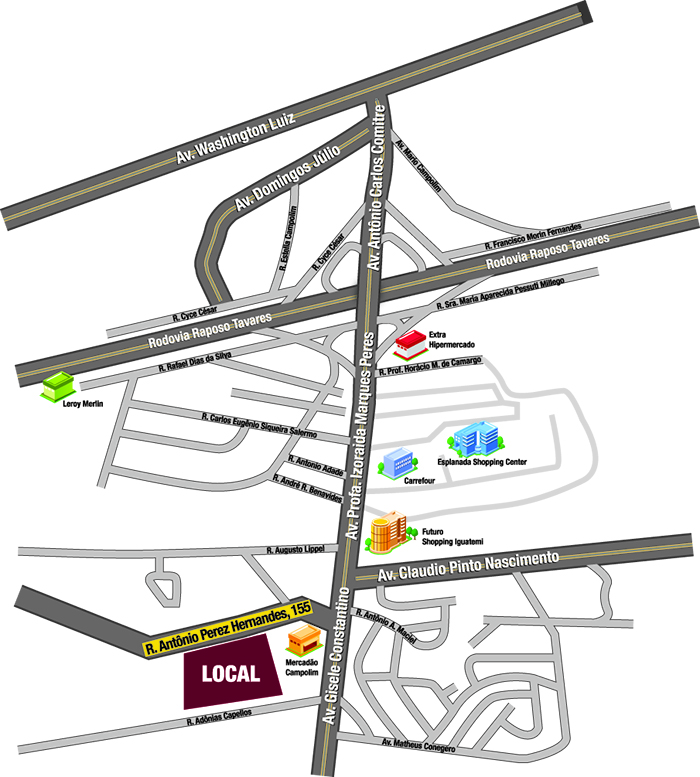 Av. Washington Luiz
Av. Domingos Júlio
Av. Antônio Carlos Comitre
Av. Mario Campolim
R. Estella Campolim
R. Cyce César
R. Francisco Morin Fernandes
Rodovia Raposo Tavares
R. Sra. Maria Aparecida Pessuti Milego
R. Cyce César
Rodovia Raposo Tavares
Extra
Hipermercado
R. Rafael Dias da Silva
R. Prof. Horácio M. de Camargo
Leroy Merlin
Av. Profa. Izoraida Marques Peres
R. Carlos Eugênio Siqueira Salermo
Esplanada Shopping Center
R. Antonio Adade
Carrefour
R. André R. Benavides
Futuro
Shopping Iguatemi
R. Augusto Lippel
Av. Claudio Pinto Nascimento
R. Antônio Perez Hernandes, 155
R. Antônio A. Maciel
Av. Gisele Constantino
Mercadão
Campolim
LOCAL
R. Adônias Capellos
Av. Matheus Conegero